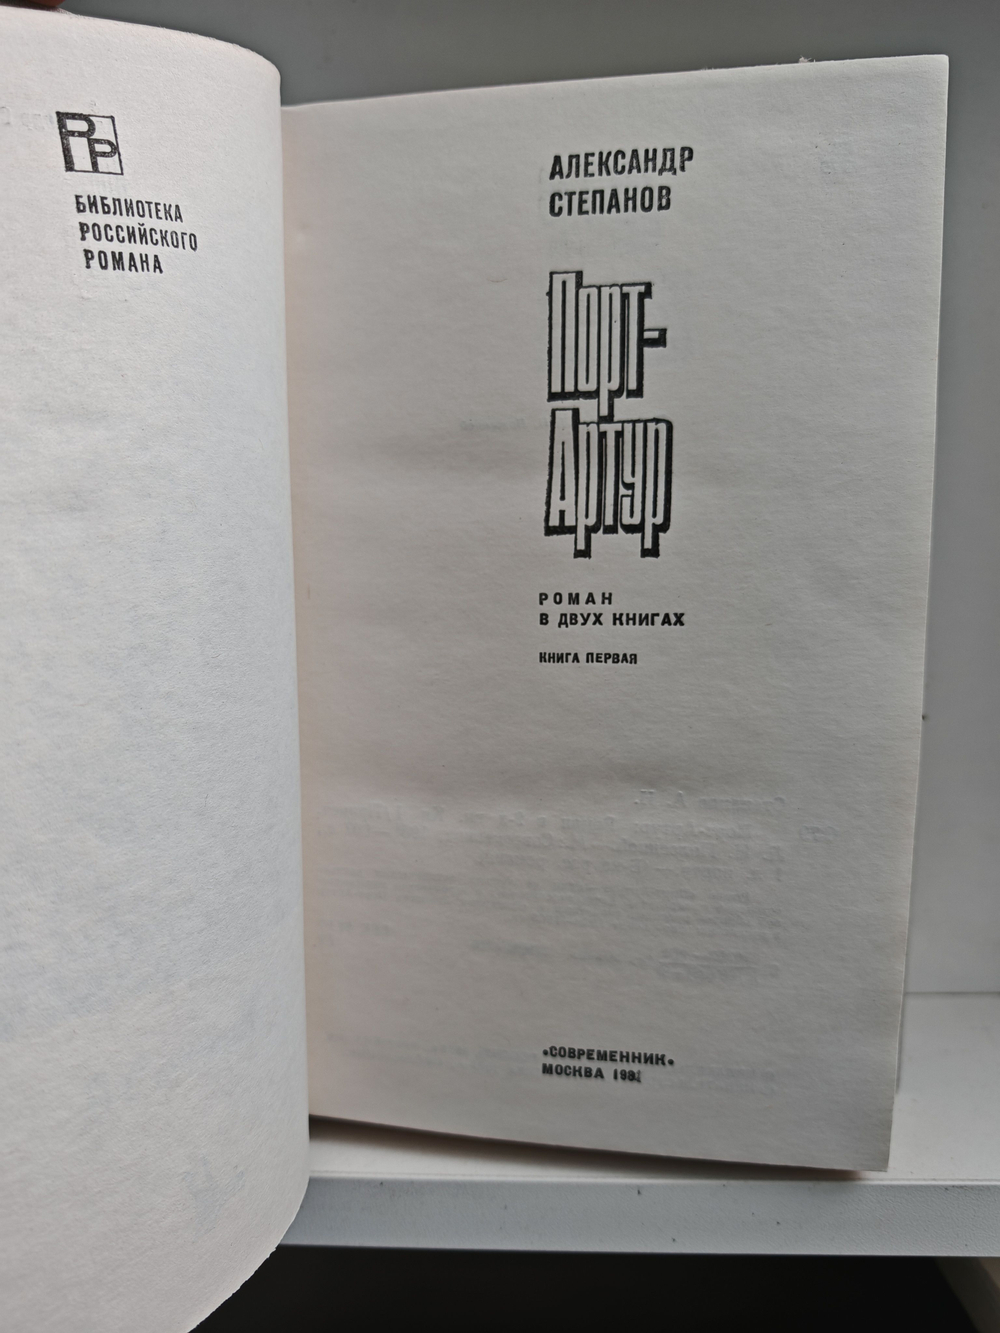 РР
БИБЛИОТЕКА
РОССИЙСКОГО
РОМАНА
АЛЕКСАНДР
СТЕПАНОВ
Порт-
Артур
РОМАН
В ДВУХ КНИГАХ
КНИГА ПЕРВАЯ
«СОВРЕМЕННИК»
МОСКВА